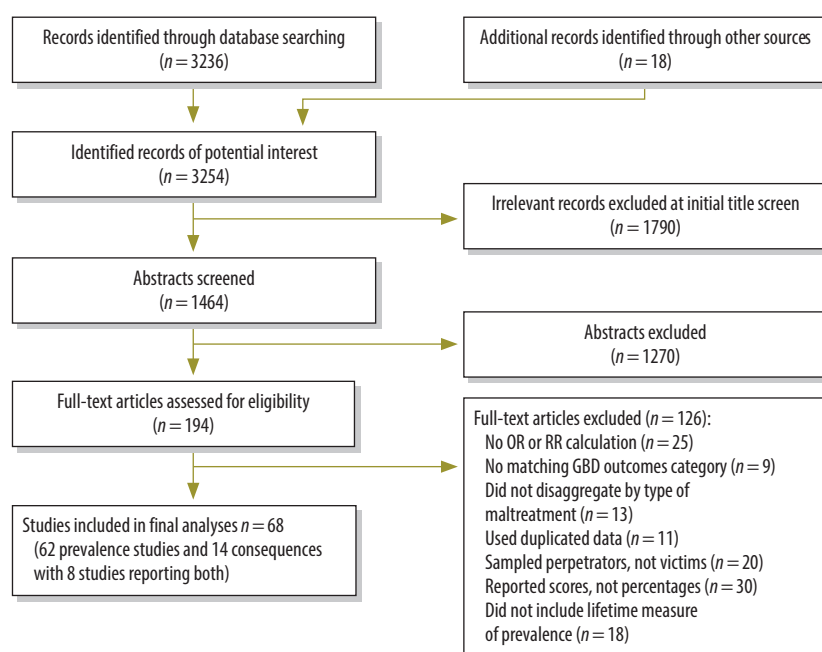 Records identified through database searching
(n = 3236)
Additional records identified through other sources
(n = 18)
Identified records of potential interest
(n = 3254)
Irrelevant records excluded at initial title screen
(n = 1790)
Abstracts screened
(n = 1464)
Abstracts excluded
(n = 1270)
Full-text articles assessed for eligibility
(n = 194)
Full-text articles excluded (n = 126):
No OR or RR calculation (n = 25)
No matching GBD outcomes category (n = 9)
Did not disaggregate by type of
maltreatment (n = 13)
Used duplicated data (n = 11)
Sampled perpetrators, not victims (n = 20)
Reported scores, not percentages (n = 30)
Did not include lifetime measure
of prevalence (n = 18)
Studies included in final analyses n = 68
(62 prevalence studies and 14 consequences
with 8 studies reporting both)